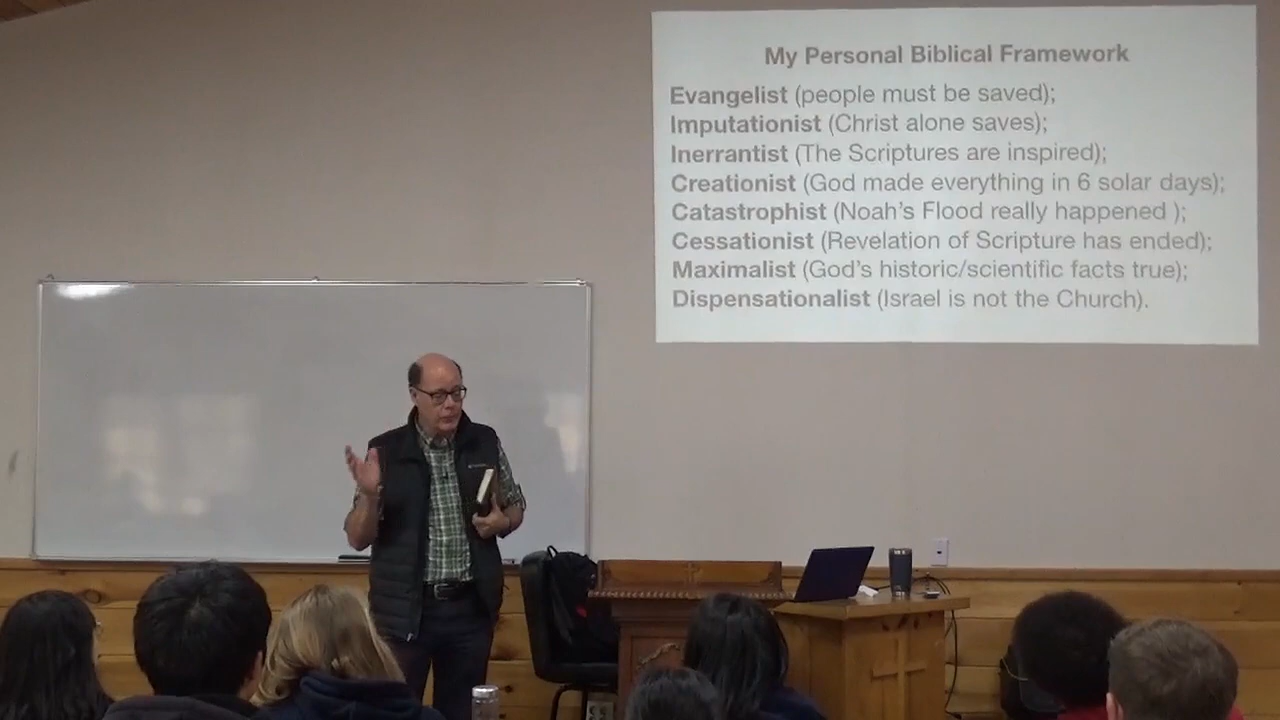 My Personal Biblical Framework
Evangelist (people must be saved);
Imputationist (Christ alone saves);
Inerrantist (The Scriptures are inspired);
Creationist (God made everything in 6 solar days);
Catastrophist (Noah's Flood really happened );
Cessationist (Revelation of Scripture has ended);
Maximalist (God's historic/scientific facts true);
Dispensationalist (Israel is not the Church).